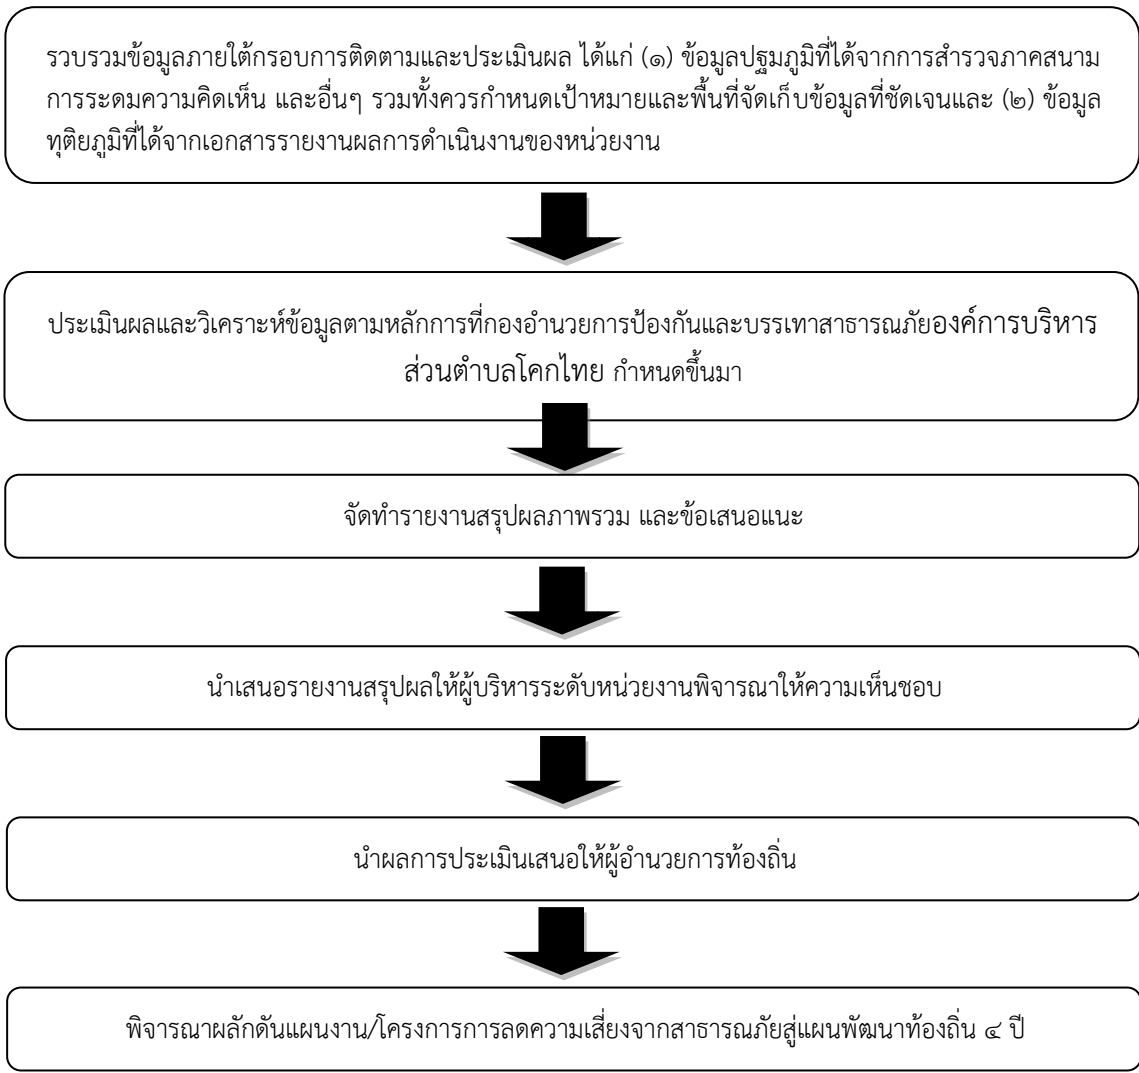 รวบรวมข้อมูลภายใต้กรอบการติดตามและประเมินผล ได้แก่ (๑) ข้อมูลปฐมภูมิที่ได้จากการสำรวจภาคสนาม
การระดมความคิดเห็น และอื่นๆ รวมทั้งควรกำหนดเป้าหมายและพื้นที่จัดเก็บข้อมูลที่ชัดเจนและ (๒) ข้อมูล
ทุติยภูมิที่ได้จากเอกสารรายงานผลการดำเนินงานของหน่วยงาน
ประเมินผลและวิเคราะห์ข้อมูลตามหลักการที่กองอำนวยการป้องกันและบรรเทาสาธารณภัยองค์การบริหาร
ส่วนตำบลโคกไทย กำหนดขึ้นมา
จัดทำรายงานสรุปผลภาพรวม และข้อเสนอแนะ
นำเสนอรายงานสรุปผลให้ผู้บริหารระดับหน่วยงานพิจารณาให้ความเห็นชอบ
นำผลการประเมินเสนอให้ผู้อำนวยการท้องถิ่น
พิจารณาผลักดันแผนงาน/โครงการการลดความเสี่ยงจากสาธารณภัยสู่แผนพัฒนาท้องถิ่น ๔ ปี